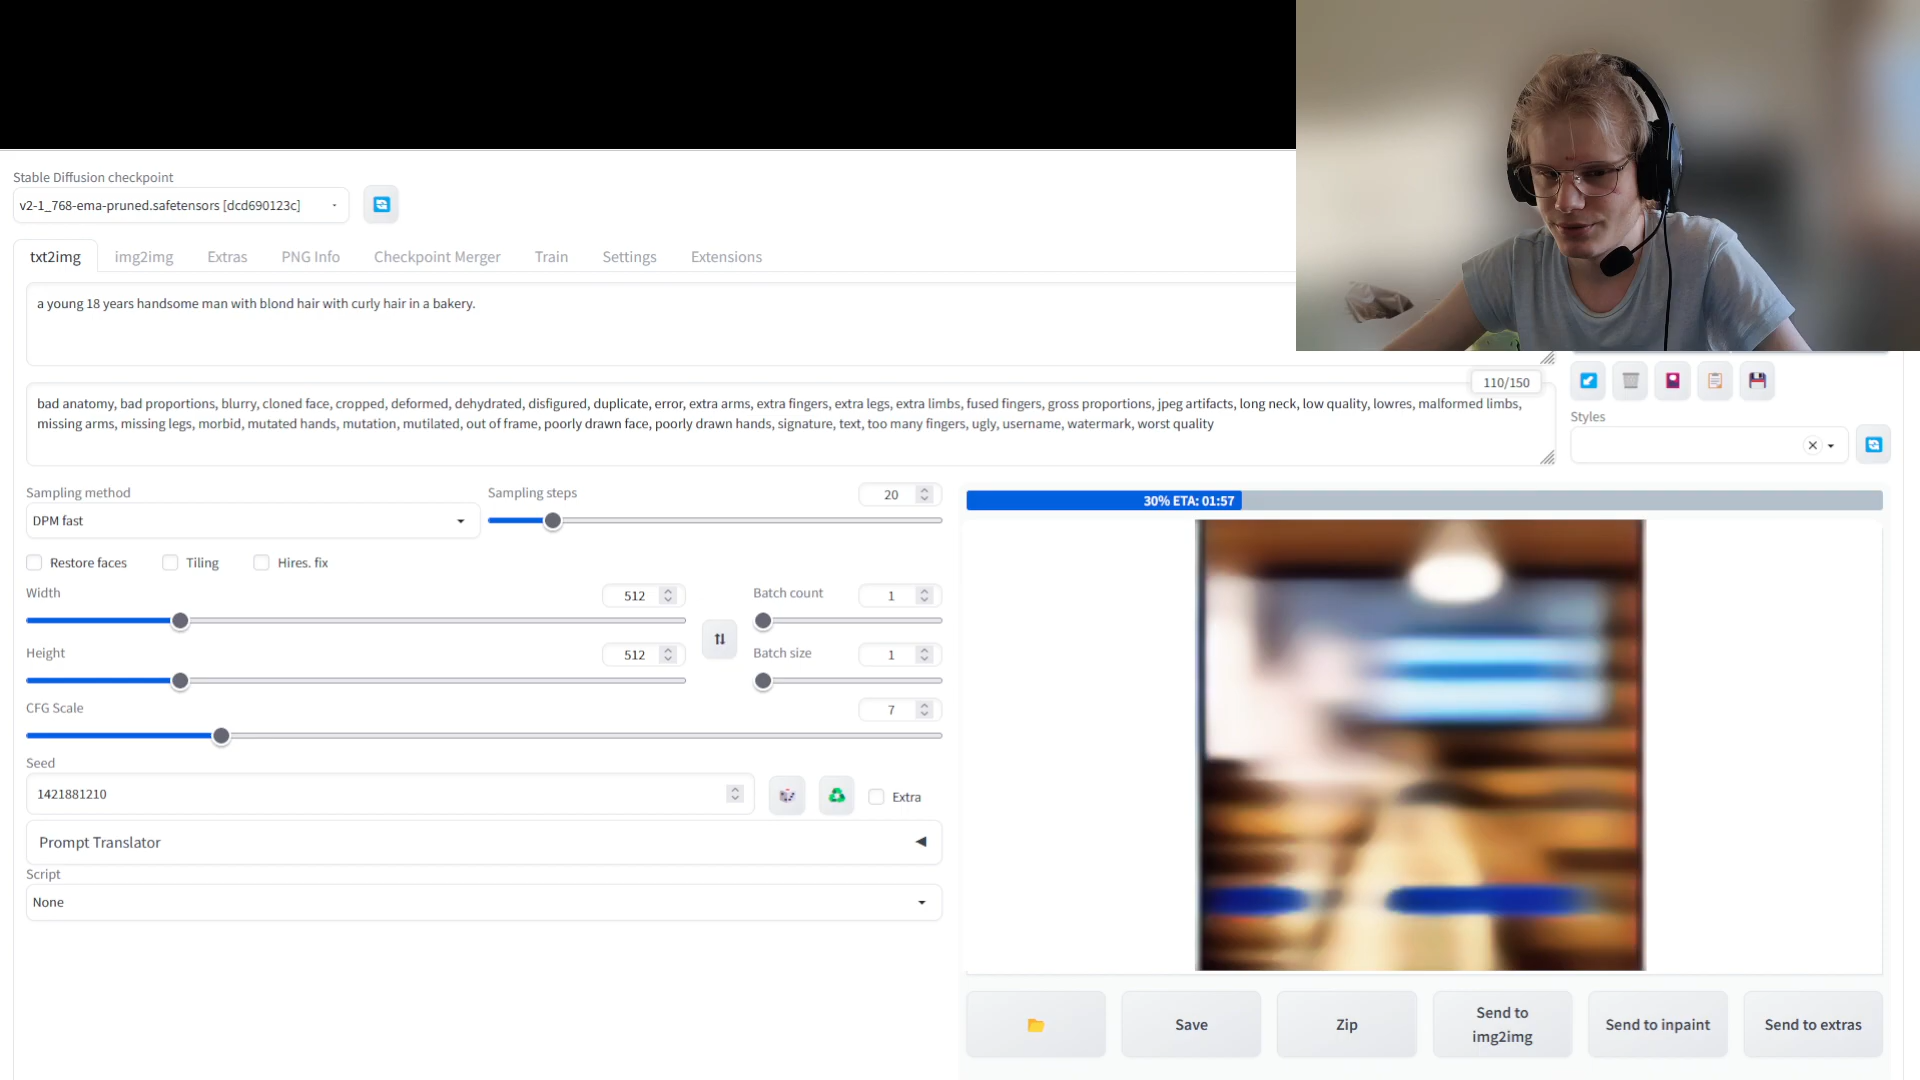 Stable Diffusion checkpoint
v2-1_768-ema-pruned.safetensors [dcd690123c]
txt2img img2img Extras PNG Info Checkpoint Merger Train Settings Extensions
a young 18 years handsome man with blond hair with curly hair in a bakery.
110/150
bad anatomy, bad proportions, blurry, cloned face, cropped, deformed, dehydrated, disfigured, duplicate, error, extra arms, extra fingers, extra legs, extra limbs, fused fingers, gross proportions, jpeg artifacts, long neck, low quality, lowres, malformed limbs,
missing arms, missing legs, morbid, mutated hands, mutation, mutilated, out of frame, poorly drawn face, poorly drawn hands, signature, text, too many fingers, ugly, username, watermark, worst quality
Styles
Sampling method
DPM fast
Sampling steps
20
Restore faces
Tiling
Hires. fix
Width
512
Height
512
Batch count
1
Batch size
1
CFG Scale
7
Seed
1421881210
Extra
Prompt Translator
Script
None
30% ETA: 01:57
Save
Zip
Send to
img2img
Send to inpaint
Send to extras